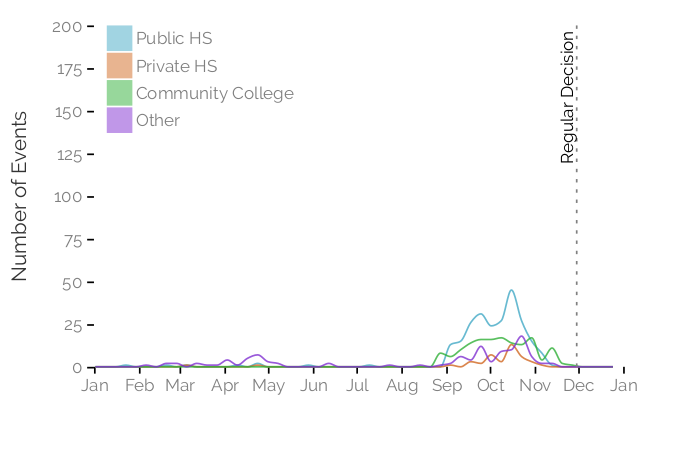 200
175
150
125
100
75
50
25
0
Number of Events
Public HS
Private HS
Community College
Other
Regular Decision
Jan Feb Mar Apr May Jun Jul Aug Sep Oct Nov Dec Jan